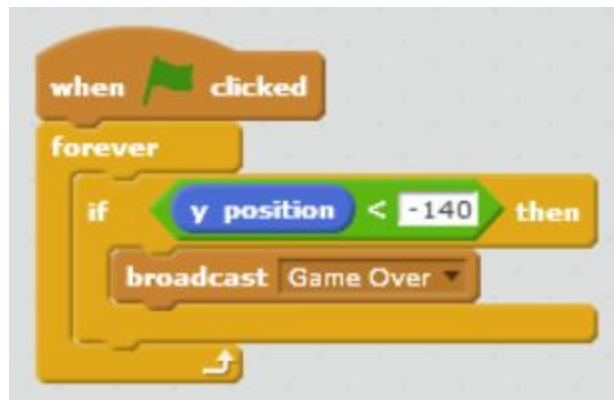 when clicked
forever
if y position < -140 then
broadcast Game Over